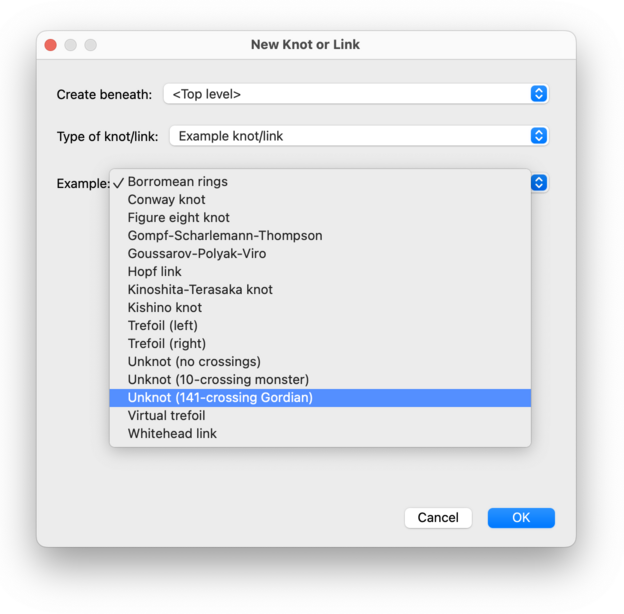 New Knot or Link
Create beneath: <Top level>
Type of knot/link: Example knot/link
Example: ✓ Borromean rings
Conway knot
Figure eight knot
Gompf-Scharlemann-Thompson
Goussarov-Polyak-Viro
Hopf link
Kinoshita-Terasaka knot
Kishino knot
Trefoil (left)
Trefoil (right)
Unknot (no crossings)
Unknot (10-crossing monster)
Unknot (141-crossing Gordian)
Virtual trefoil
Whitehead link
Cancel OK